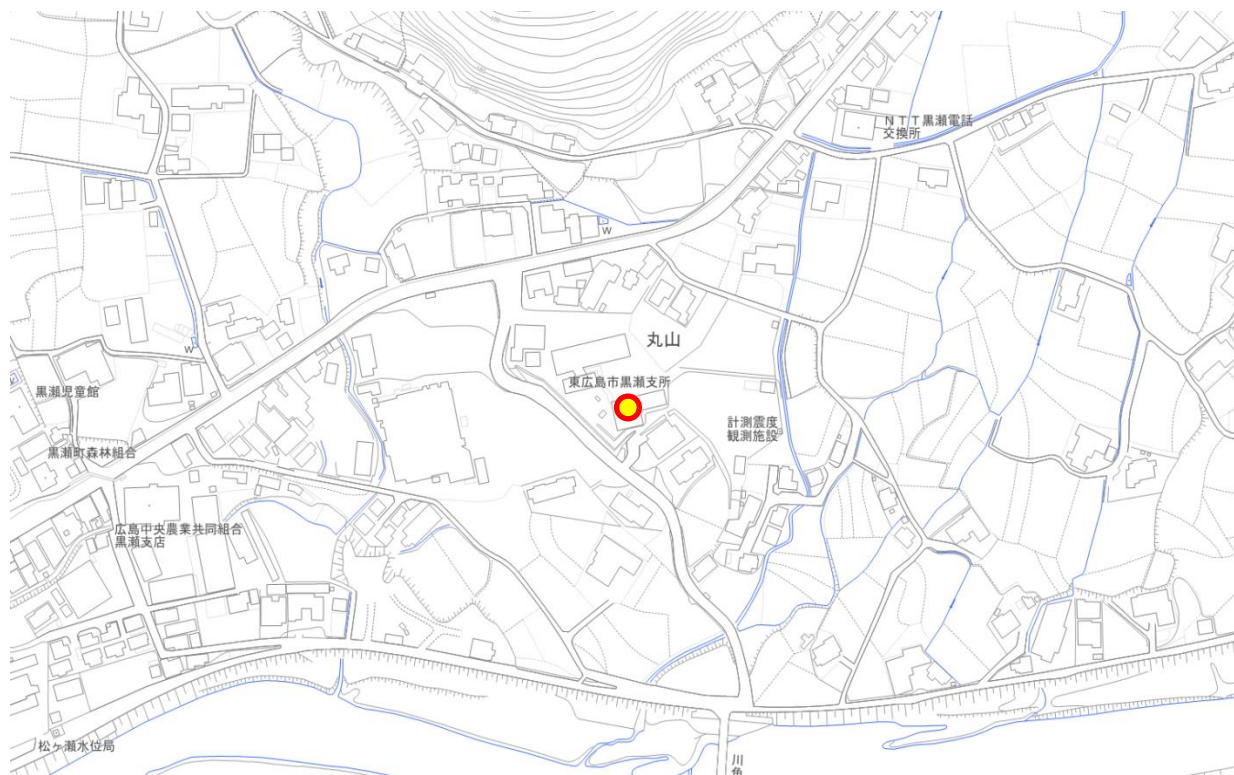 ＮＴＴ黒瀬電話
交換所
W
丸山
W
東広島市黒瀬支所
黒瀬児童館
計測震度
観測施設
黒瀬町森林組合
広島中央農業共同組合
黒瀬支店
松ヶ瀬水位局
川
角